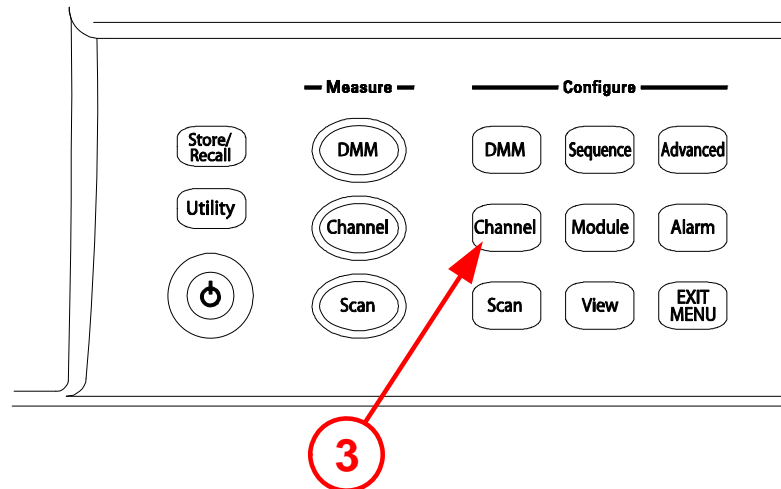 Measure
Configure
Store/
Recall
DMM
DMM
Sequence
Advanced
Utility
Channel
Channel
Module
Alarm
Scan
Scan
View
EXIT
MENU
3